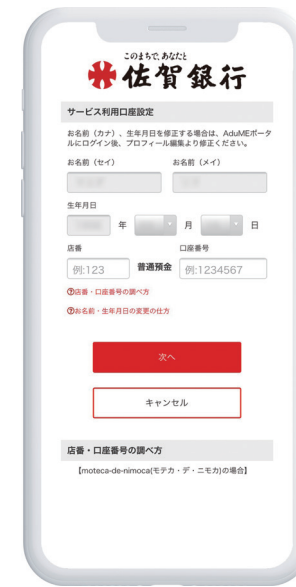 このまちで、あなたと
佐賀銀行
サービス利用口座設定
お名前（カナ）、生年月日を修正する場合は、AduMEポータ
ルにログイン後、プロフィール編集より修正ください。
お名前（セイ） お名前（メイ）
生年月日
年 月 日
店番 口座番号
例:123 普通預金 例:1234567
?店番・口座番号の調べ方
?お名前・生年月日の変更の仕方
次へ
キャンセル
店番・口座番号の調べ方
【moteca-de-nimoca(モテカ・デ・ニモカ)の場合】